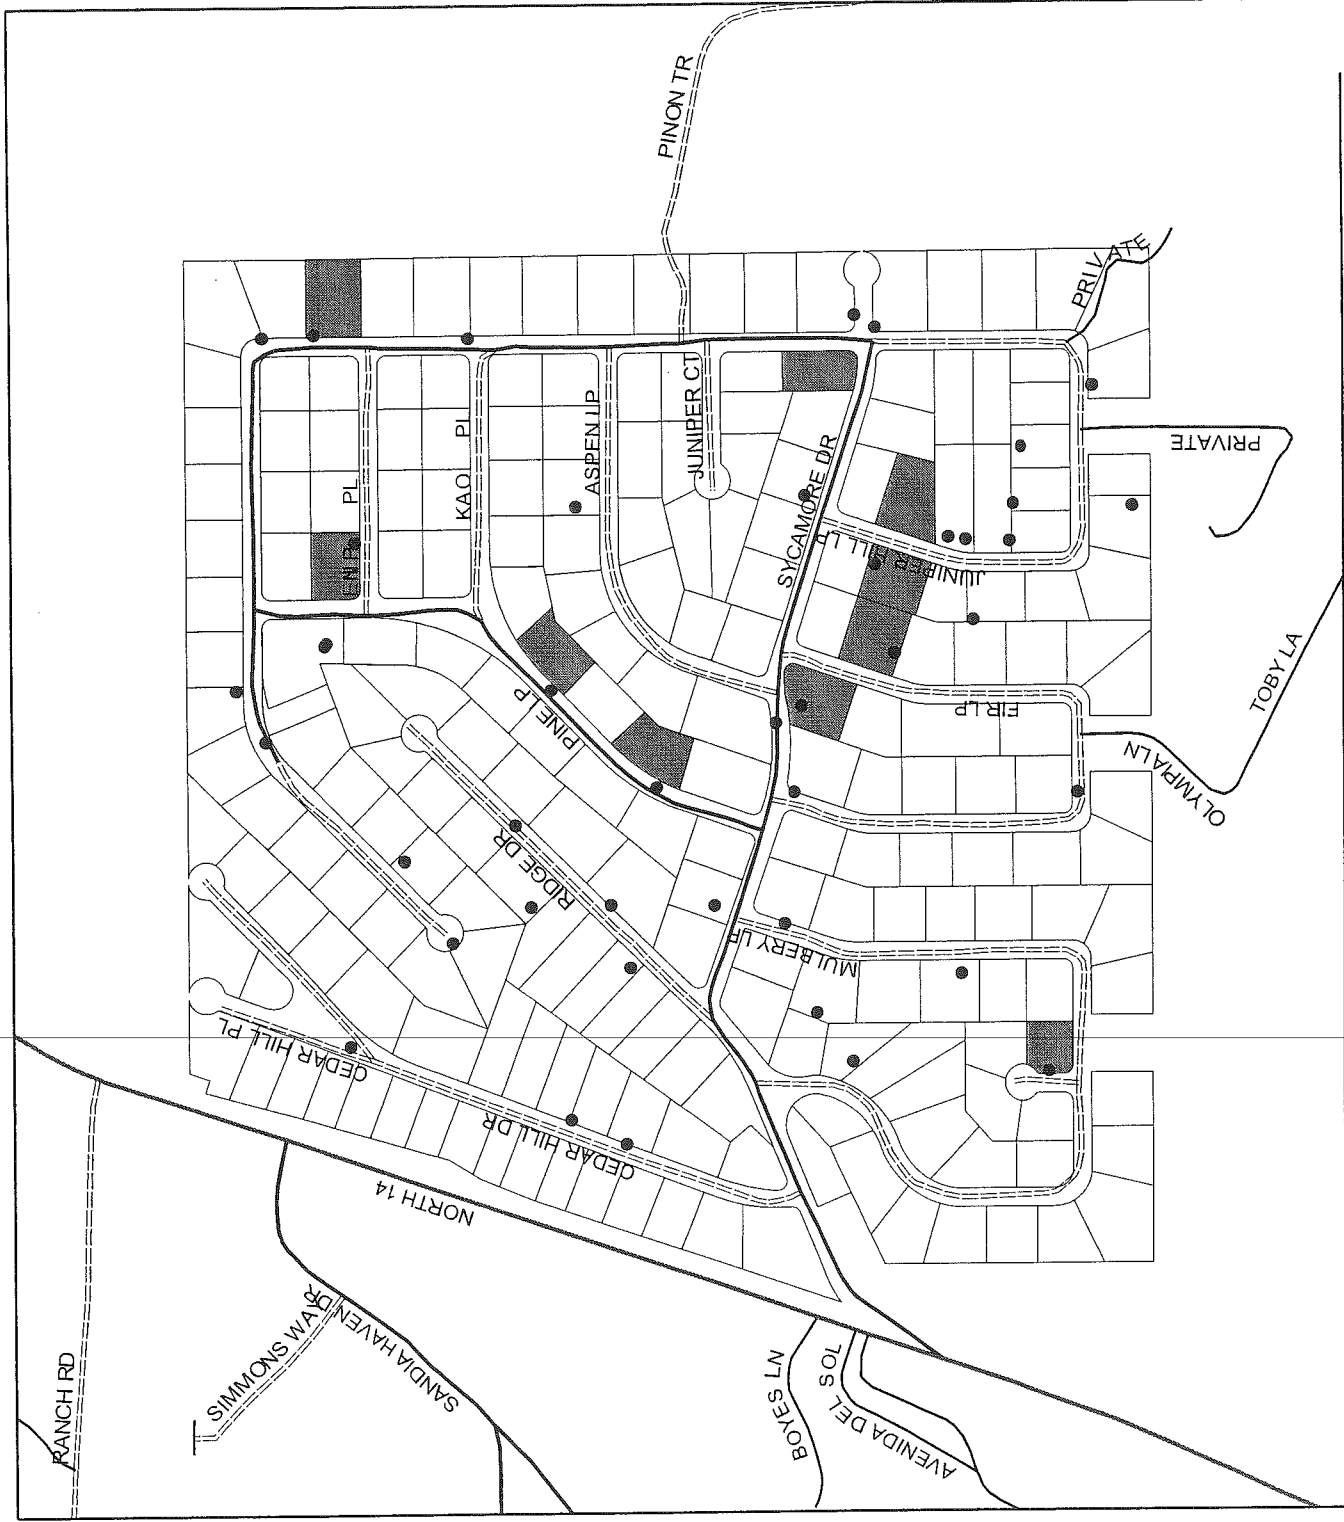 PINON TR
PRIVATE
JUNIPER CT
ASPEN LP
KAO PL
PL
SYCAMORE DR
PRIVATE
JUNIPER HILL LP
TOBY LA
FIR LP
PINE LP
OLYMPIA LN
RIDGE DR
MULBERY LP
CEDAR HILL PL
CEDAR HILL DR
NORTH 14
SANDIA HAVEN DR
SIMMONS WAY
RANCH RD
BOYES LN
AVENIDA DEL SOL